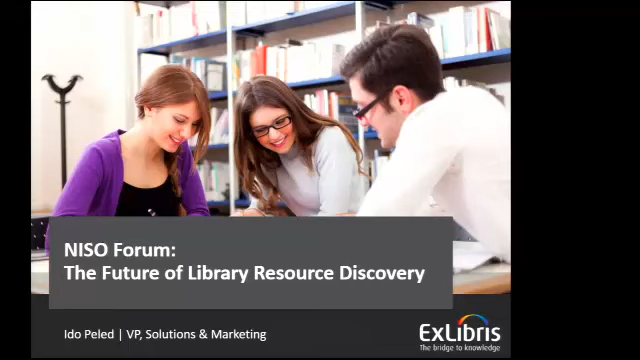 NISO Forum:
The Future of Library Resource Discovery
Ido Peled | VP, Solutions & Marketing
ExLibris
The bridge to knowledge